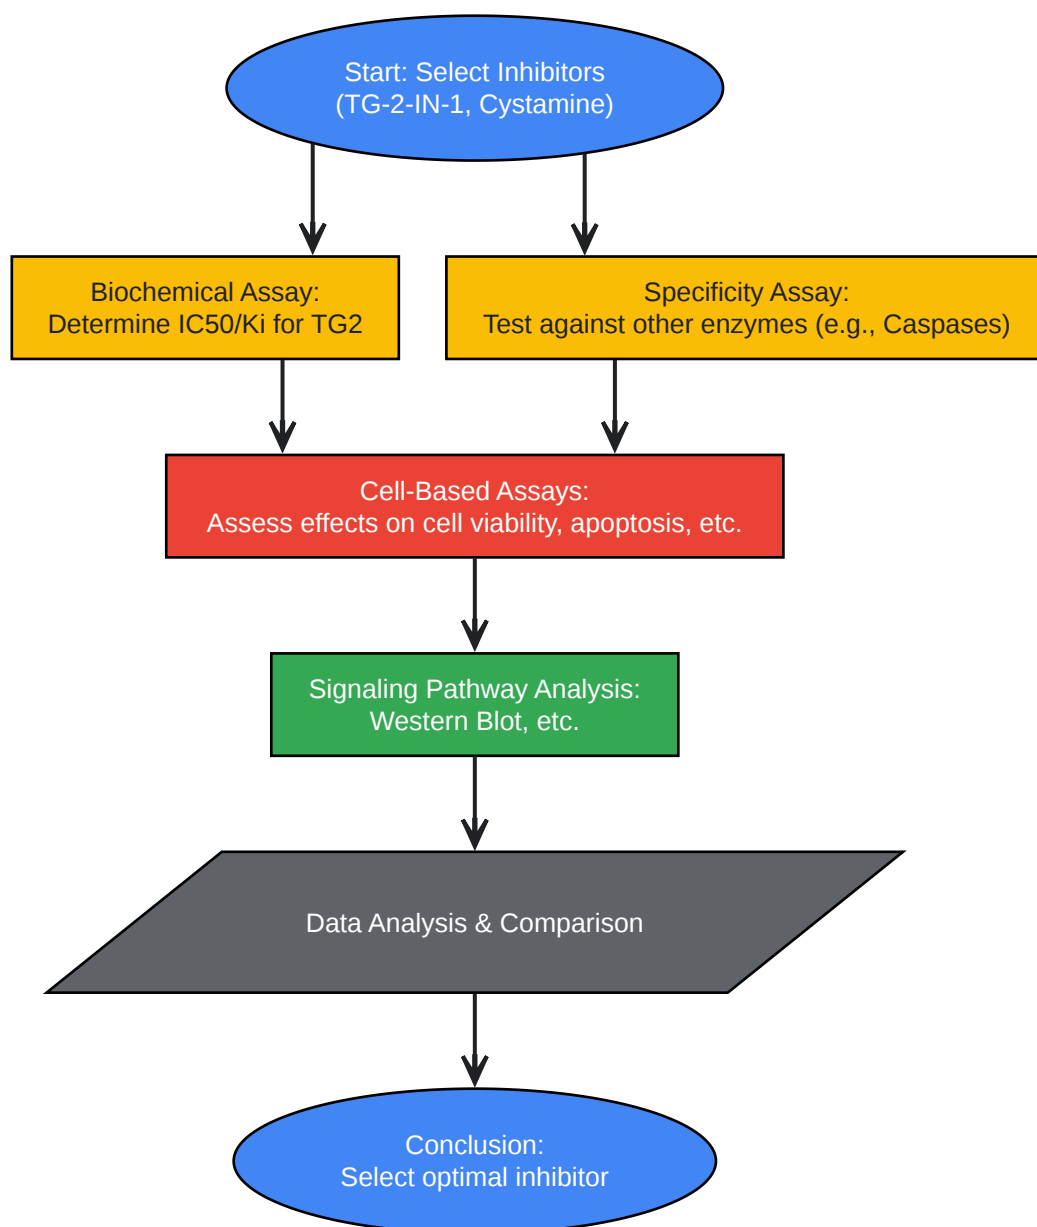 Start: Select Inhibitors
(TG-2-IN-1, Cystamine)
Biochemical Assay:
Determine IC50/Ki for TG2
Specificity Assay:
Test against other enzymes (e.g., Caspases)
Cell-Based Assays:
Assess effects on cell viability, apoptosis, etc.
Signaling Pathway Analysis:
Western Blot, etc.
Data Analysis & Comparison
Conclusion:
Select optimal inhibitor